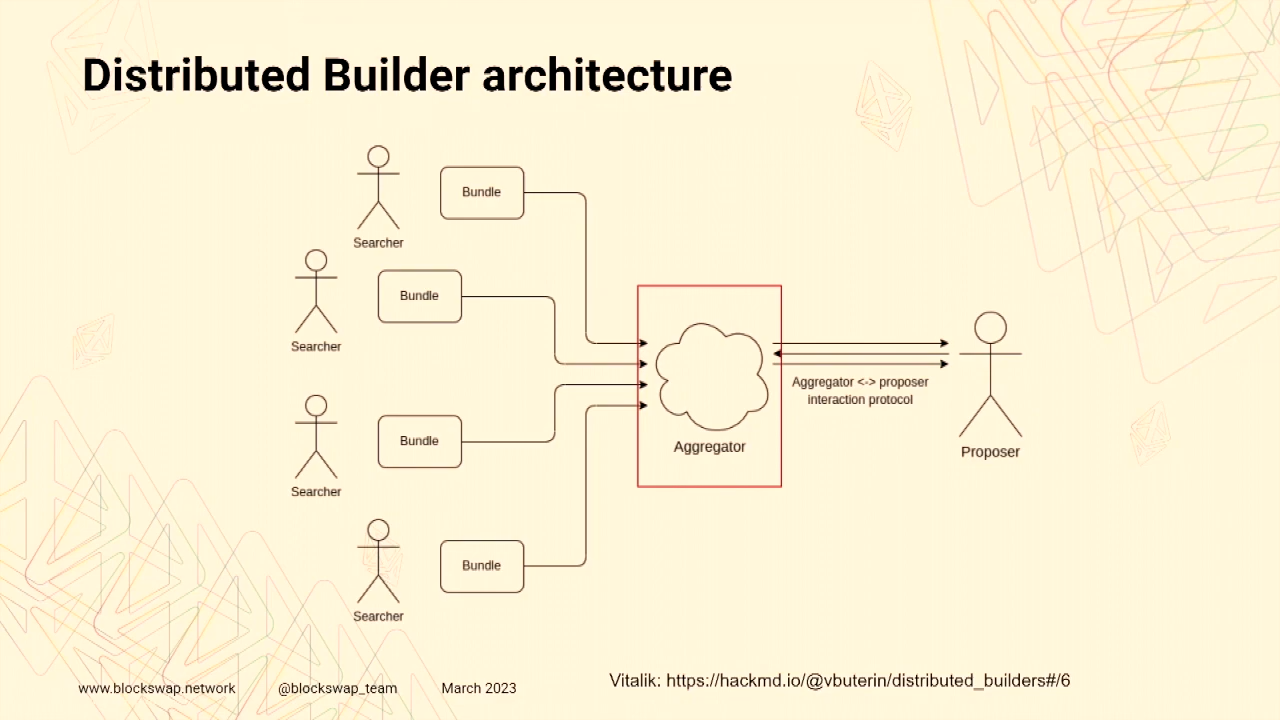 Distributed Builder architecture
Bundle
Searcher
Bundle
Searcher
Aggregator <-> proposer
interaction protocol
Aggregator
Proposer
Bundle
Searcher
Bundle
Searcher
www.blockswap.network
@blockswap_team
March 2023
Vitalik: https://hackmd.io/@vbuterin/distributed_builders#/6